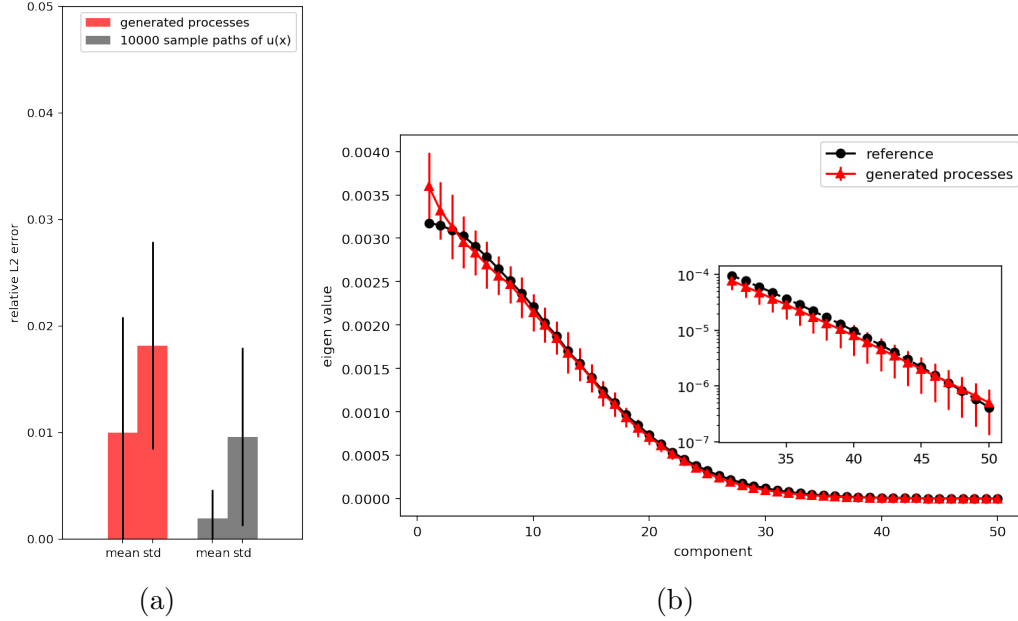 0.05
0.04
0.03
0.02
0.01
0.00
relative L2 error
generated processes
10000 sample paths of u(x)
mean std
mean std
(a)
0.0040
0.0035
0.0030
0.0025
0.0020
0.0015
0.0010
0.0005
0.0000
eigen value
reference
generated processes
10⁻⁴
10⁻⁵
10⁻⁶
10⁻⁷
35 40 45 50
0 10 20 30 40 50
component
(b)